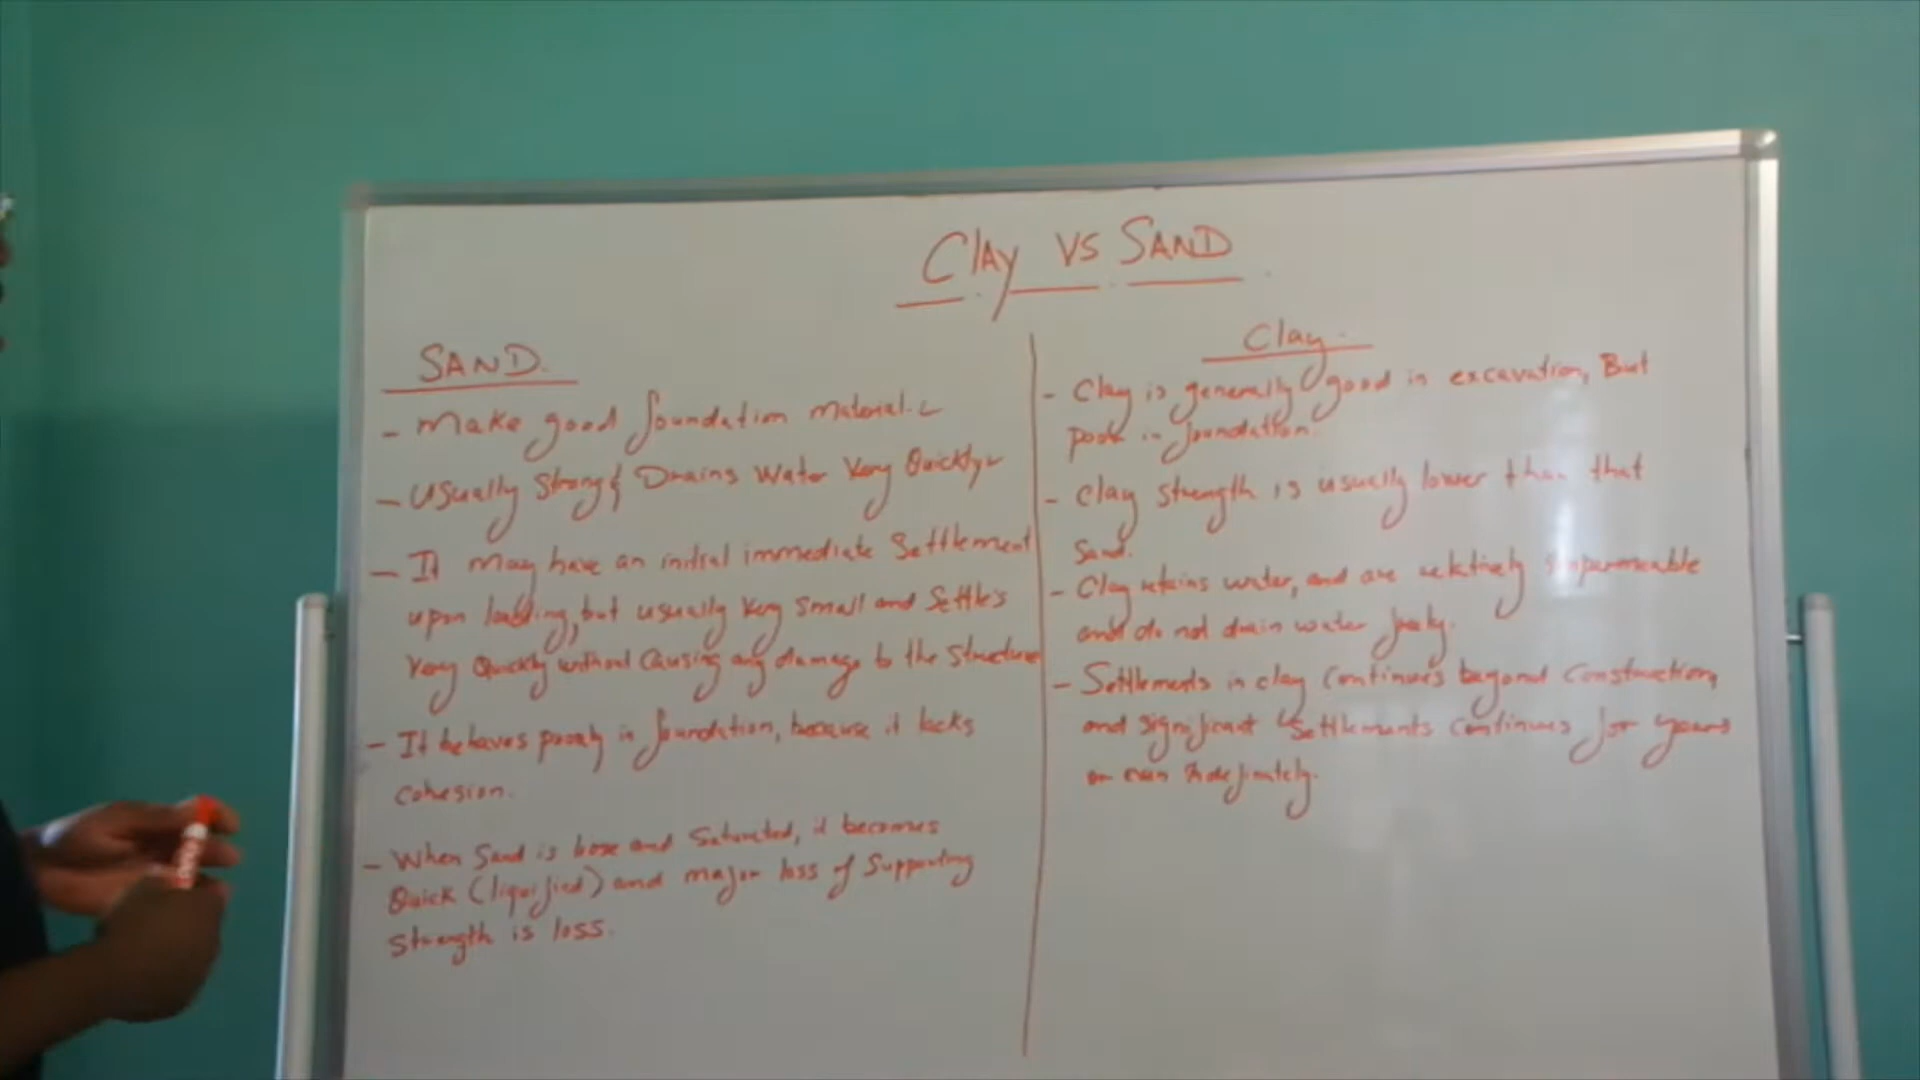 Clay VS SAND
SAND.
- Make good foundation material.
- Usually Strong & Drains Water Very Quickly
- It may have an initial immediate Settlement
upon loading, but usually very small and Settles
very Quickly without Causing any damage to the Structure
- It behaves poorly in foundation, because it lacks
cohesion.
- When Sand is loose and Saturated, it becomes
Quick (liquified) and major loss of Supporting
Strength is loss.
Clay
- Clay is generally good in excavation, But
poor in foundation.
- Clay strength is usually lower than that
Sand.
- Clay retains water, and are relatively impermeable
and do not drain water freely.
- Settlements in clay Continues beyond Construction,
and significant Settlements Continues for years
or even indefinately.